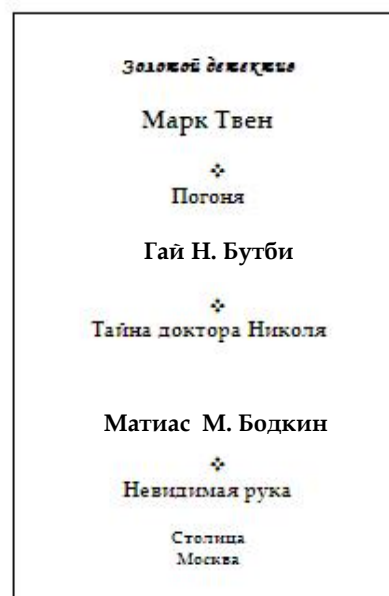 Золотой детектив
Марк Твен
Погоня
Гай Н. Бутби
Тайна доктора Николя
Матиас М. Бодкин
Невидимая рука
Столица
Москва